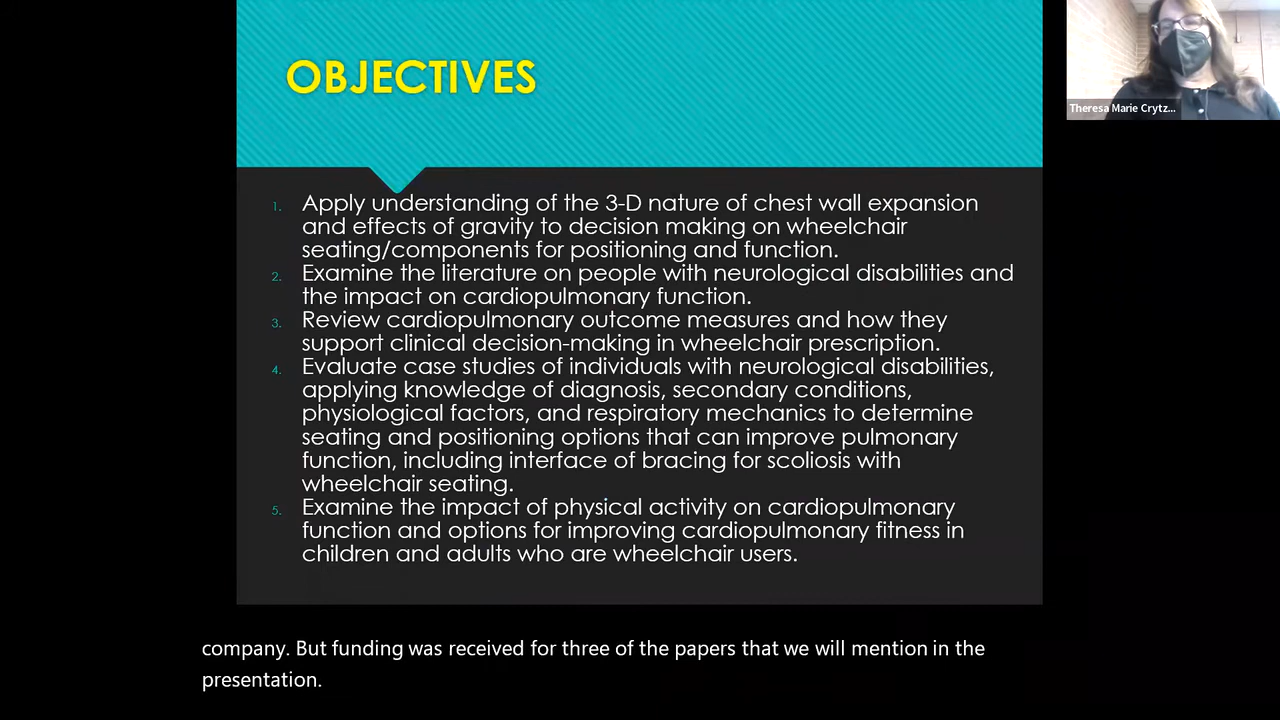 OBJECTIVES
Theresa Marie Crytz...
1. Apply understanding of the 3-D nature of chest wall expansion
and effects of gravity to decision making on wheelchair
seating/components for positioning and function.
2. Examine the literature on people with neurological disabilities and
the impact on cardiopulmonary function.
3. Review cardiopulmonary outcome measures and how they
support clinical decision-making in wheelchair prescription.
4. Evaluate case studies of individuals with neurological disabilities,
applying knowledge of diagnosis, secondary conditions,
physiological factors, and respiratory mechanics to determine
seating and positioning options that can improve pulmonary
function, including interface of bracing for scoliosis with
wheelchair seating.
5. Examine the impact of physical activity on cardiopulmonary
function and options for improving cardiopulmonary fitness in
children and adults who are wheelchair users.
company. But funding was received for three of the papers that we will mention in the
presentation.